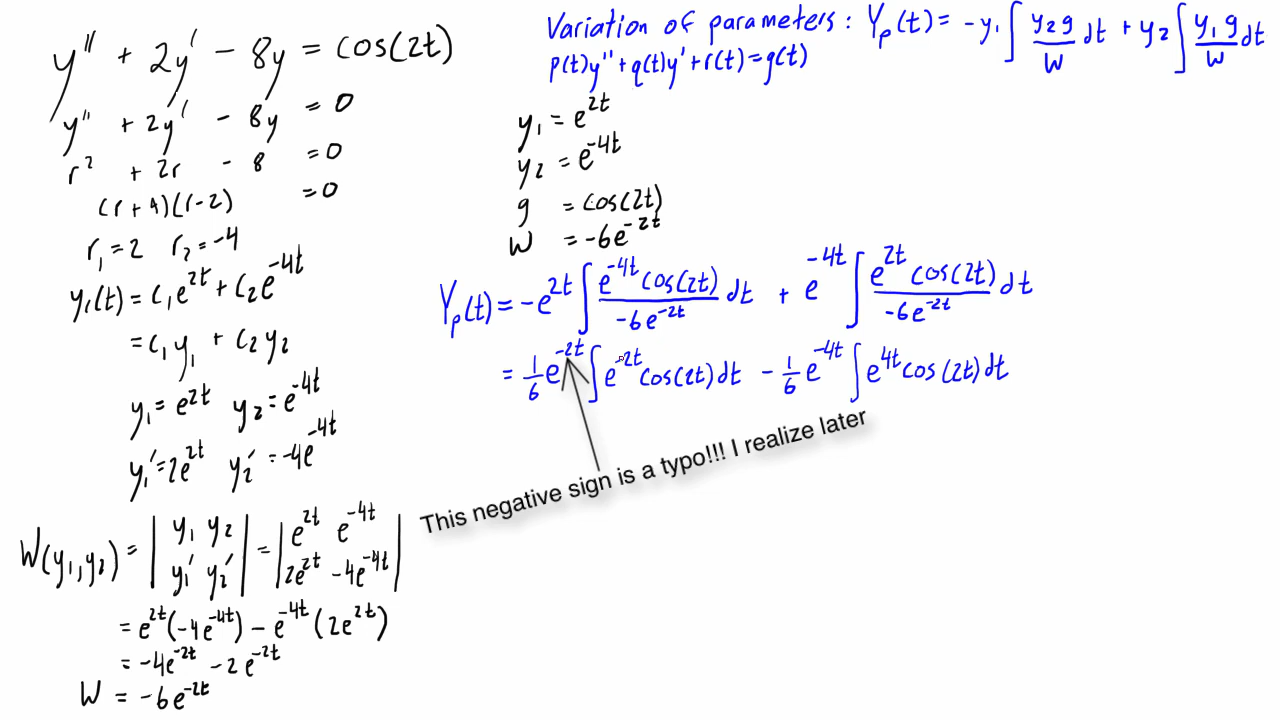 y'' + 2y' - 8y = cos(2t)
y'' + 2y' - 8y = 0
r² + 2r - 8 = 0
(r + 4)(r-2) = 0
r₁ = 2 r₂ = -4
y₁(t) = c₁e^{2t} + c₂e^{-4t}
= c₁y₁ + c₂y₂
y₁ = e^{2t} y₂ = e^{-4t}
y₁' = 2e^{2t} y₂' = -4e^{-4t}
W(y₁,y₂) = |y₁ y₂| = |e^{2t} e^{-4t}|
|y₁' y₂'| |2e^{2t} -4e^{-4t}|
= e^{2t}(-4e^{-4t}) - e^{-4t}(2e^{2t})
= -4e^{-2t} - 2e^{-2t}
W = -6e^{-2t}
Variation of parameters: Yₚ(t) = -y₁ ∫ y₂g/W dt + y₂ ∫ y₁g/W dt
p(t)y'' + q(t)y' + r(t) = g(t)
y₁ = e^{2t}
y₂ = e^{-4t}
g = cos(2t)
W = -6e^{-2t}
Yₚ(t) = -e^{2t} ∫ e^{-4t}cos(2t)/-6e^{-2t} dt + e^{-4t} ∫ e^{2t}cos(2t)/-6e^{-2t} dt
= 1/6 e^{-2t} ∫ e^{-2t}cos(2t)dt - 1/6 e^{-4t} ∫ e^{4t}cos(2t)dt
This negative sign is a typo!!! I realize later